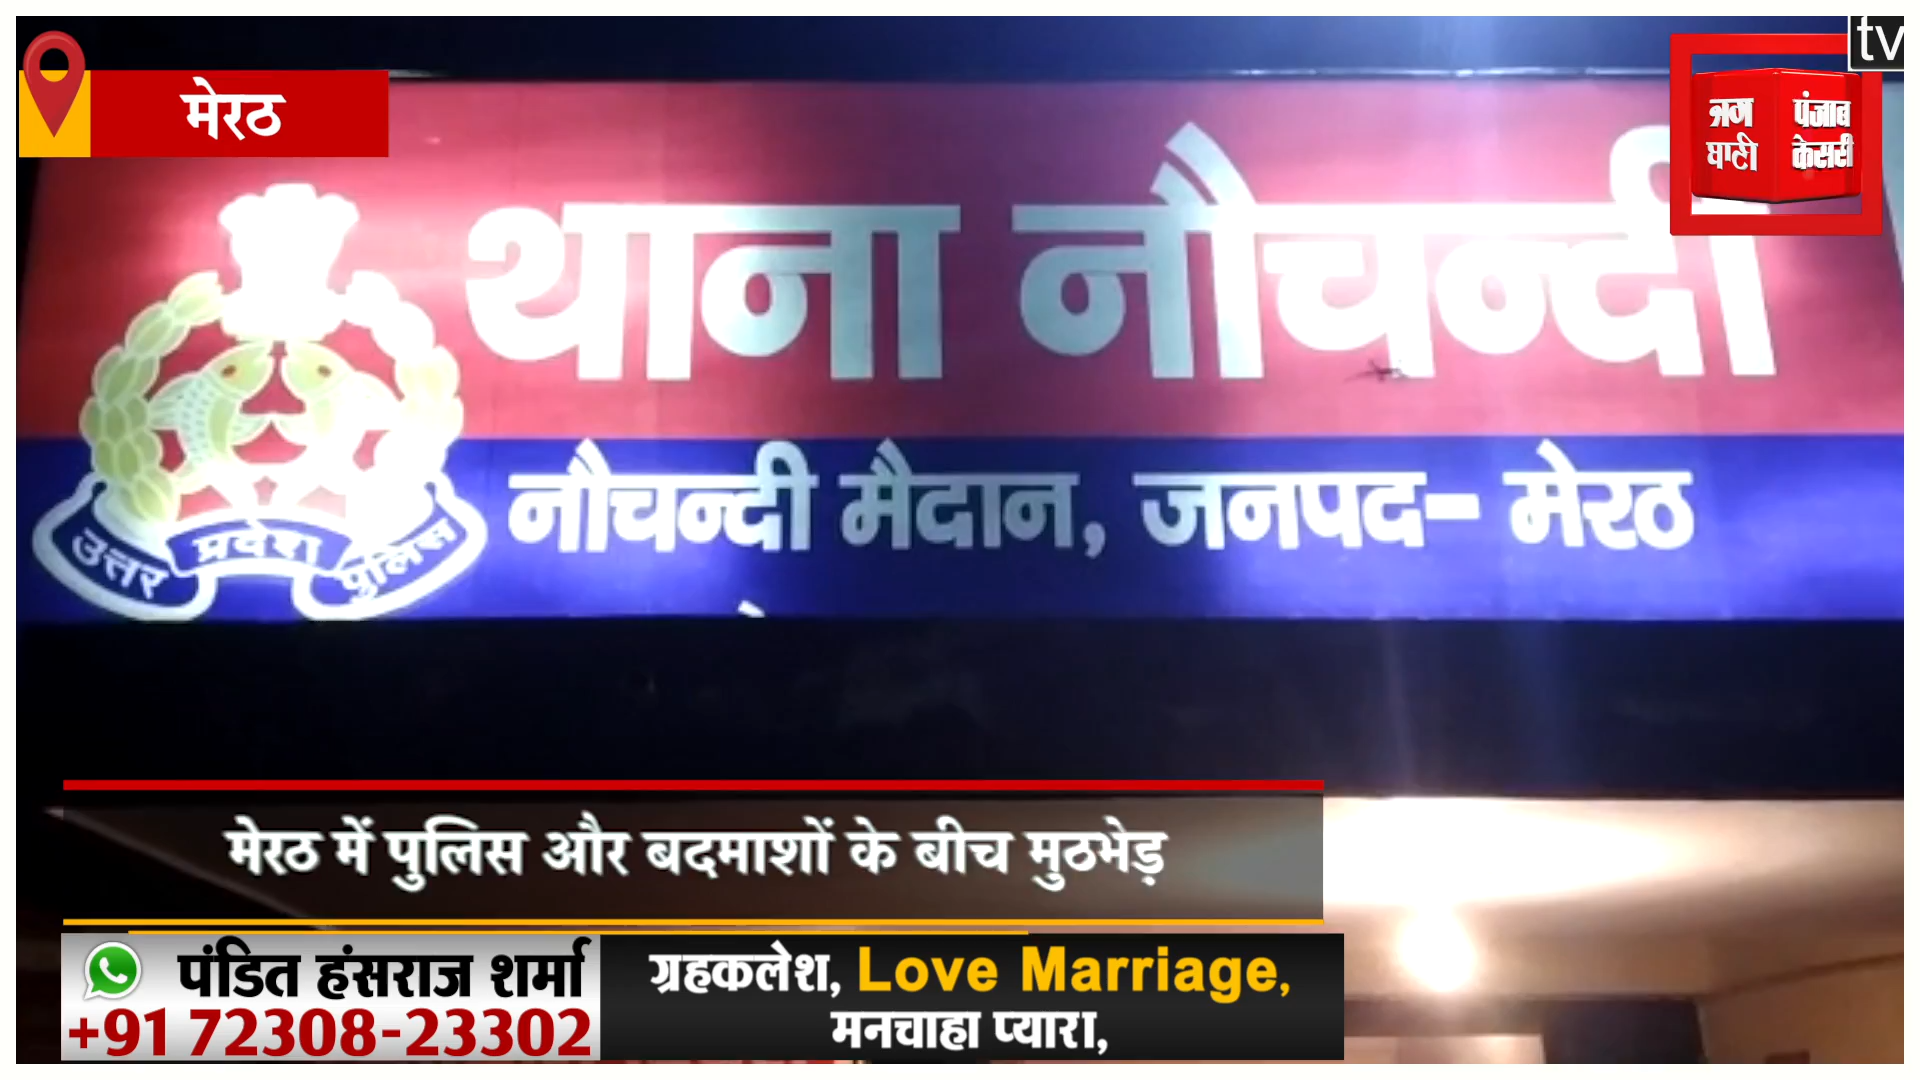 tv
मेरठ
पंजाब
केसरी
थाना नौचन्दी
नौचन्दी मैदान, जनपद- मेरठ
उत्तर प्रदेश पुलिस
मेरठ में पुलिस और बदमाशों के बीच मुठभेड़
पंडित हंसराज शर्मा
+91 72308-23302
ग्रहकलेश, Love Marriage,
मनचाहा प्यारा,